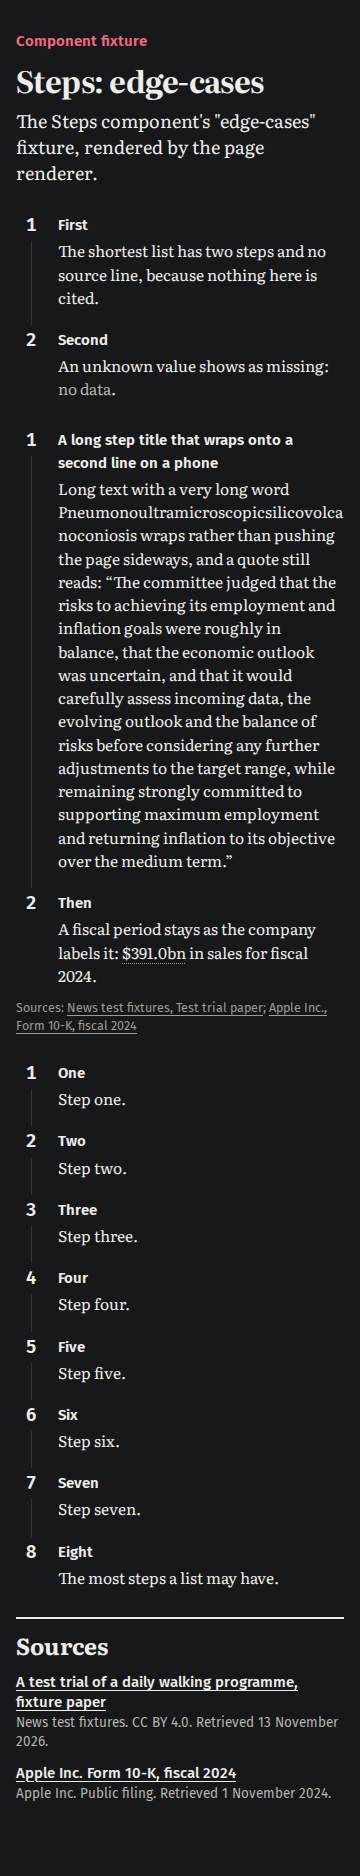 Component fixture
Steps: edge-cases
The Steps component's "edge-cases"
fixture, rendered by the page
renderer.
1 First
The shortest list has two steps and no
source line, because nothing here is
cited.
2 Second
An unknown value shows as missing:
no data.
1 A long step title that wraps onto a
second line on a phone
Long text with a very long word
Pneumonoultramicroscopicsilicovolca
noconiosis wraps rather than pushing
the page sideways, and a quote still
reads: “The committee judged that the
risks to achieving its employment and
inflation goals were roughly in
balance, that the economic outlook
was uncertain, and that it would
carefully assess incoming data, the
evolving outlook and the balance of
risks before considering any further
adjustments to the target range, while
remaining strongly committed to
supporting maximum employment
and returning inflation to its objective
over the medium term.”
2 Then
A fiscal period stays as the company
labels it: $391.0bn in sales for fiscal
2024.
Sources: News test fixtures, Test trial paper; Apple Inc.,
Form 10-K, fiscal 2024
1 One
Step one.
2 Two
Step two.
3 Three
Step three.
4 Four
Step four.
5 Five
Step five.
6 Six
Step six.
7 Seven
Step seven.
8 Eight
The most steps a list may have.
Sources
A test trial of a daily walking programme,
fixture paper
News test fixtures. CC BY 4.0. Retrieved 13 November
2026.
Apple Inc. Form 10-K, fiscal 2024
Apple Inc. Public filing. Retrieved 1 November 2024.